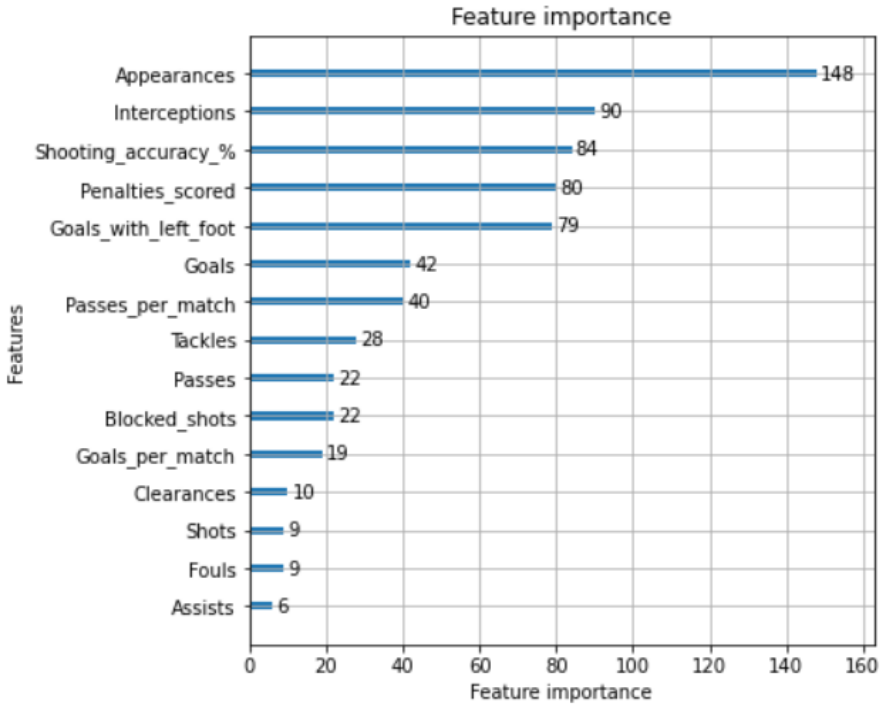 Feature importance
Appearances 148
Interceptions 90
Shooting_accuracy_% 84
Penalties_scored 80
Goals_with_left_foot 79
Goals 42
Passes_per_match 40
Tackles 28
Passes 22
Blocked_shots 22
Goals_per_match 19
Clearances 10
Shots 9
Fouls 9
Assists 6
Features
0 20 40 60 80 100 120 140 160
Feature importance